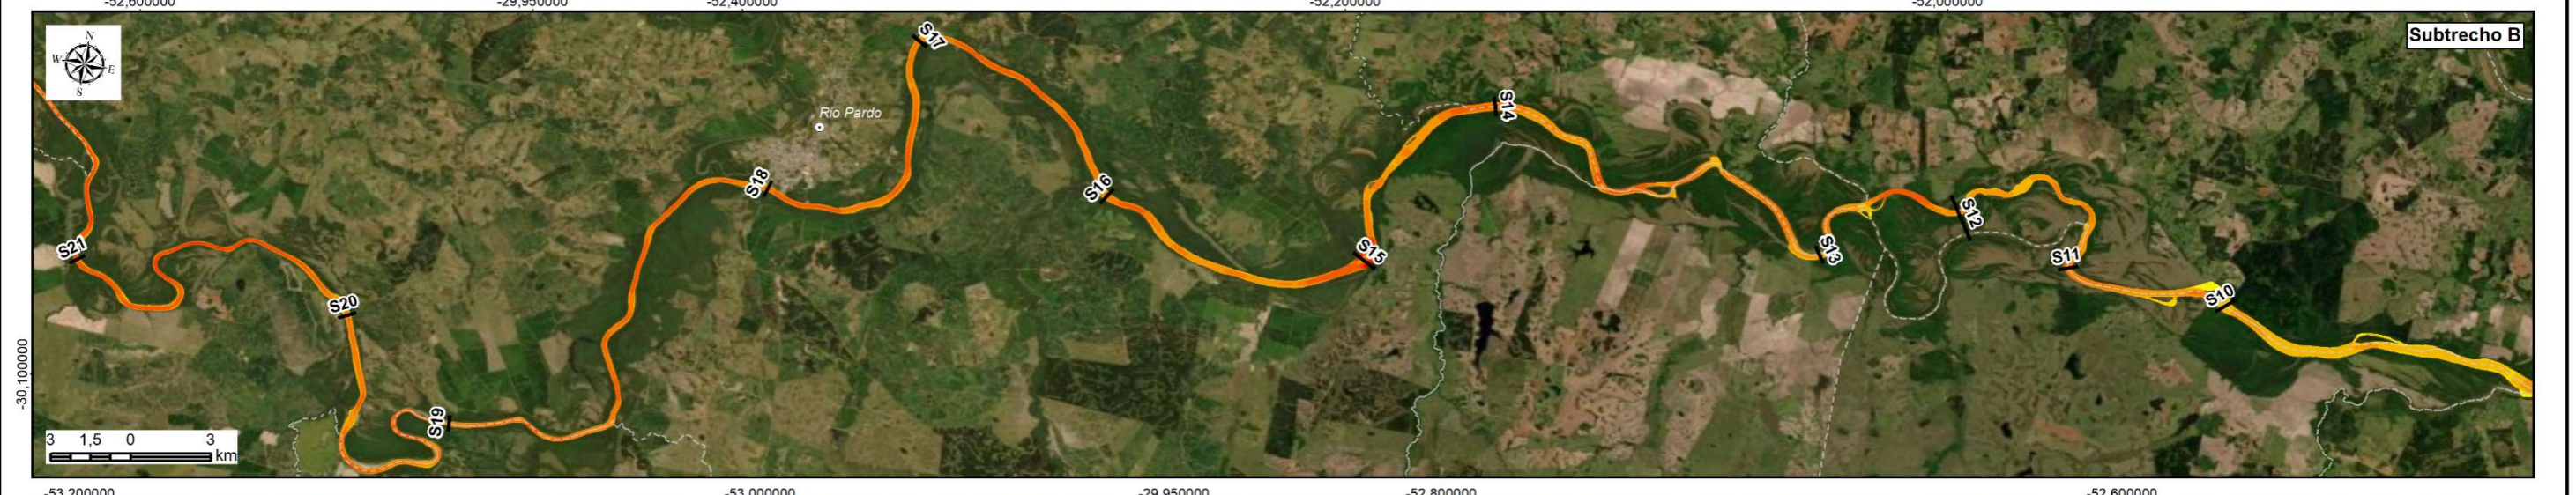 -52,600000
-29,950000
-52,400000
-52,200000
-52,000000
Subtrecho B
N
W
E
S
S17
Rio Pardo
S14
S18
S16
S12
S13
S15
S21
S11
S10
S20
S19
-30,100000
3 1,5 0 3
km
-53,200000
-53,000000
-29,950000
-52,800000
-52,600000